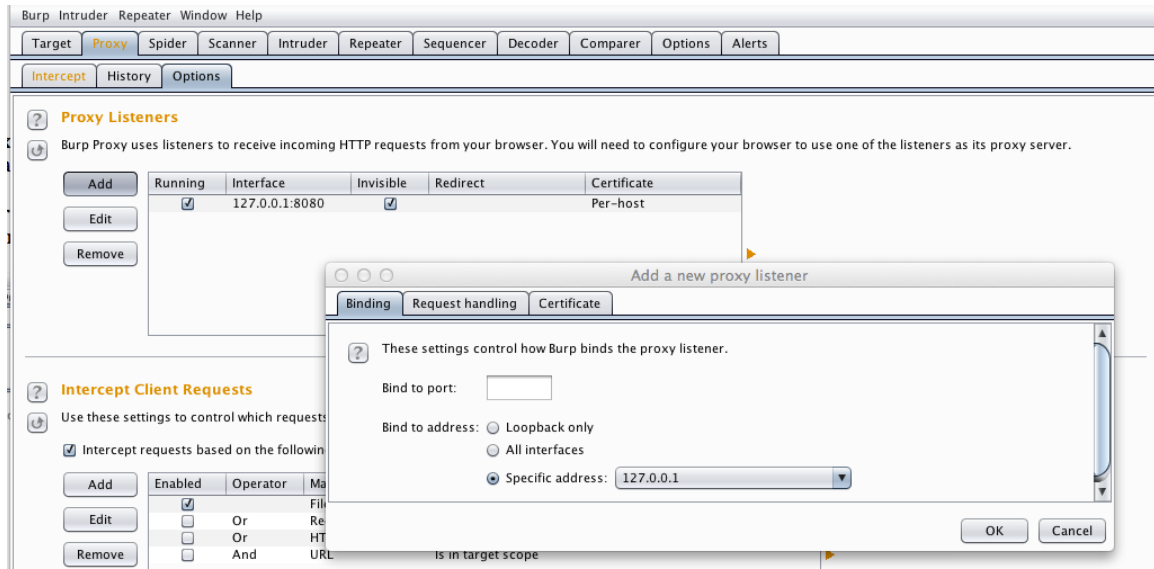 Burp Intruder Repeater Window Help
Target Proxy Spider Scanner Intruder Repeater Sequencer Decoder Comparer Options Alerts
Intercept History Options
? Proxy Listeners
Burp Proxy uses listeners to receive incoming HTTP requests from your browser. You will need to configure your browser to use one of the listeners as its proxy server.
Add Running Interface Invisible Redirect Certificate
127.0.0.1:8080 Per-host
Edit
Remove
Add a new proxy listener
Binding Request handling Certificate
? These settings control how Burp binds the proxy listener.
Bind to port:
Bind to address: Loopback only
All interfaces
Specific address: 127.0.0.1
OK Cancel
? Intercept Client Requests
Use these settings to control which requests
Intercept requests based on the
Add Enabled Operator
Edit Or
Or
Remove And URL Is in target scope